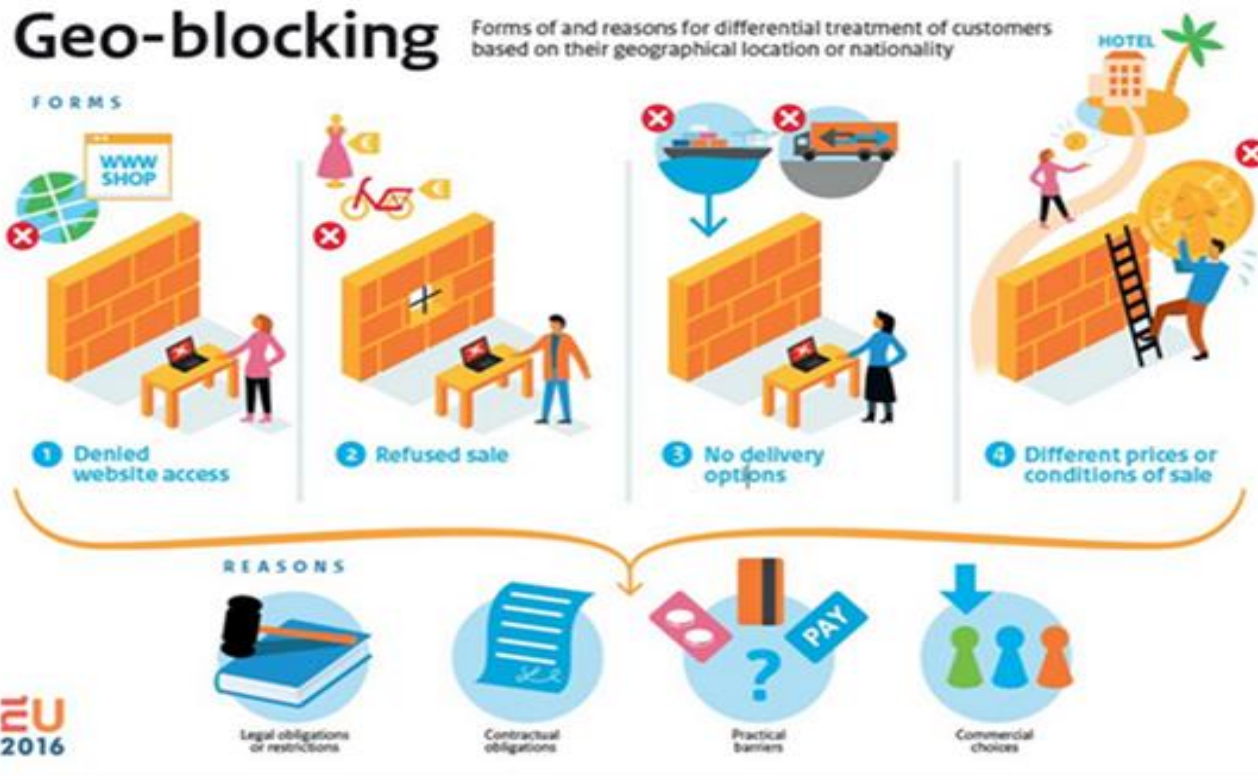 Geo-blocking
Forms of and reasons for differential treatment of customers
based on their geographical location or nationality
HOTEL
FORMS
WWW
SHOP
1 Denied
website access
2 Refused sale
3 No delivery
options
4 Different prices or
conditions of sale
REASONS
PAY
?
Legal obligations
or restrictions
Contractual
obligations
Practical
barriers
Commercial
choices
EU
2016